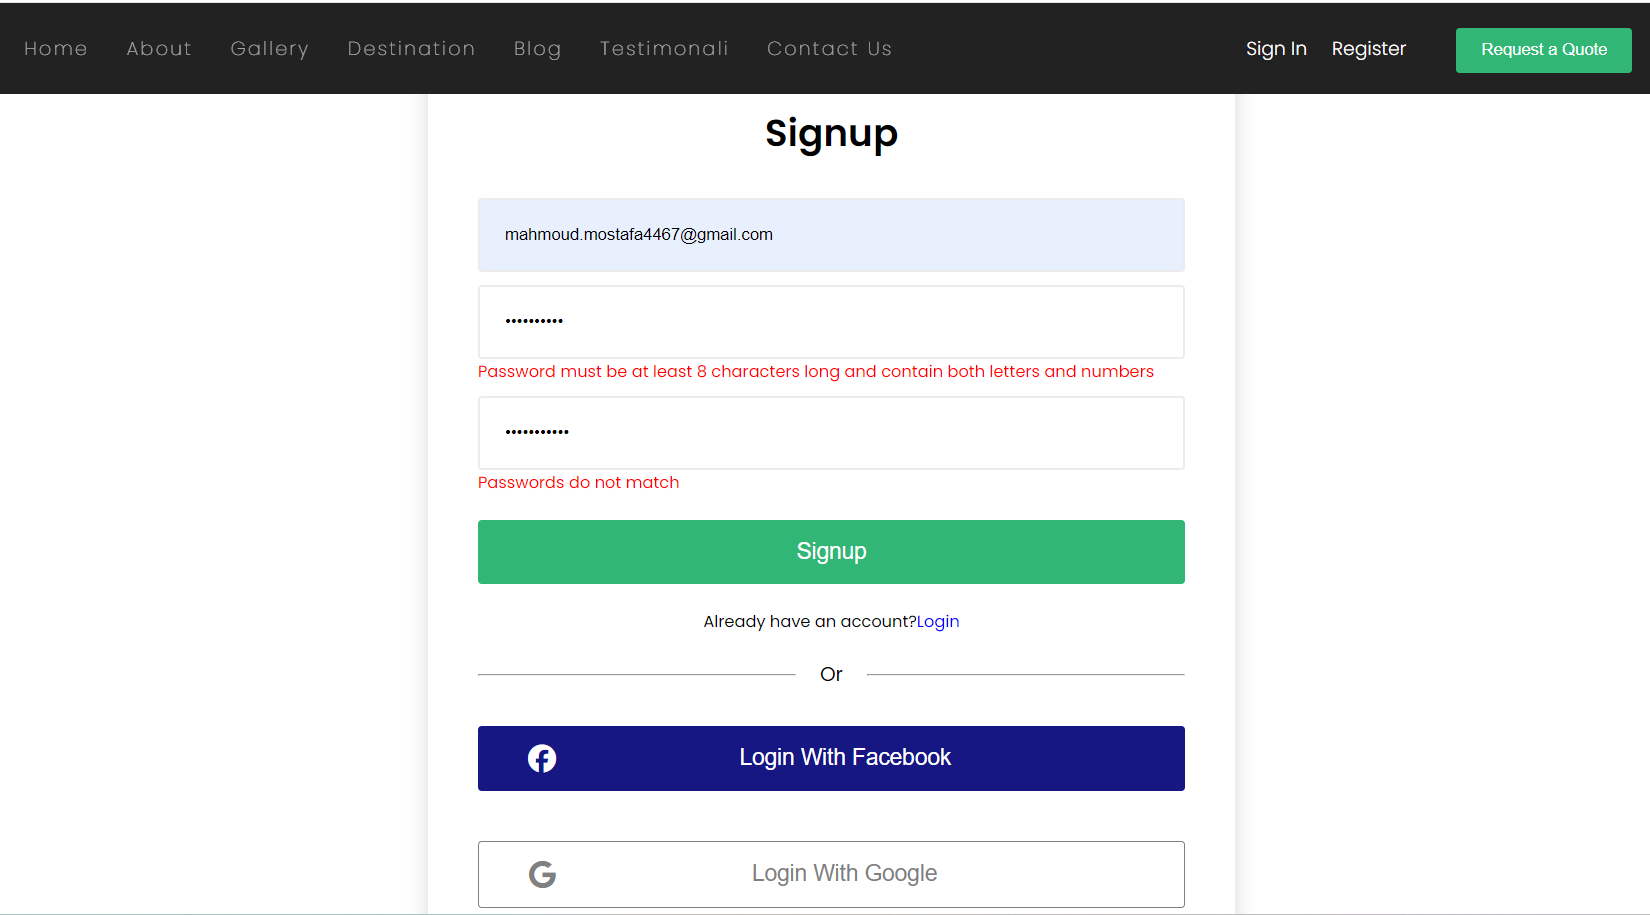 Home About Gallery Destination Blog Testimonali Contact Us Sign In Register Request a Quote
Signup
mahmoud.mostafa4467@gmail.com
••••••••••
Password must be at least 8 characters long and contain both letters and numbers
•••••••••••
Passwords do not match
Signup
Already have an account?Login
Or
Login With Facebook
Login With Google